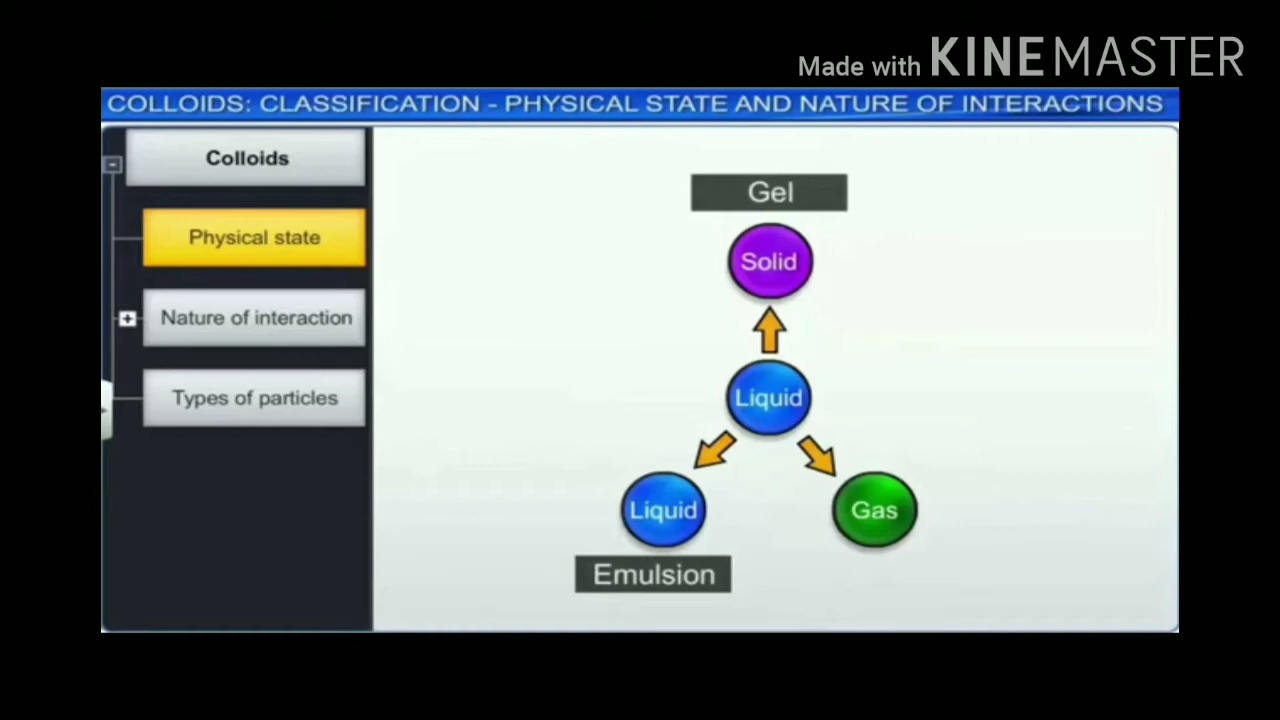 Made with KINEMASTER
COLLOIDS: CLASSIFICATION - PHYSICAL STATE AND NATURE OF INTERACTIONS
Colloids
Physical state
Nature of interaction
Types of particles
Gel
Solid
Liquid
Liquid
Gas
Emulsion